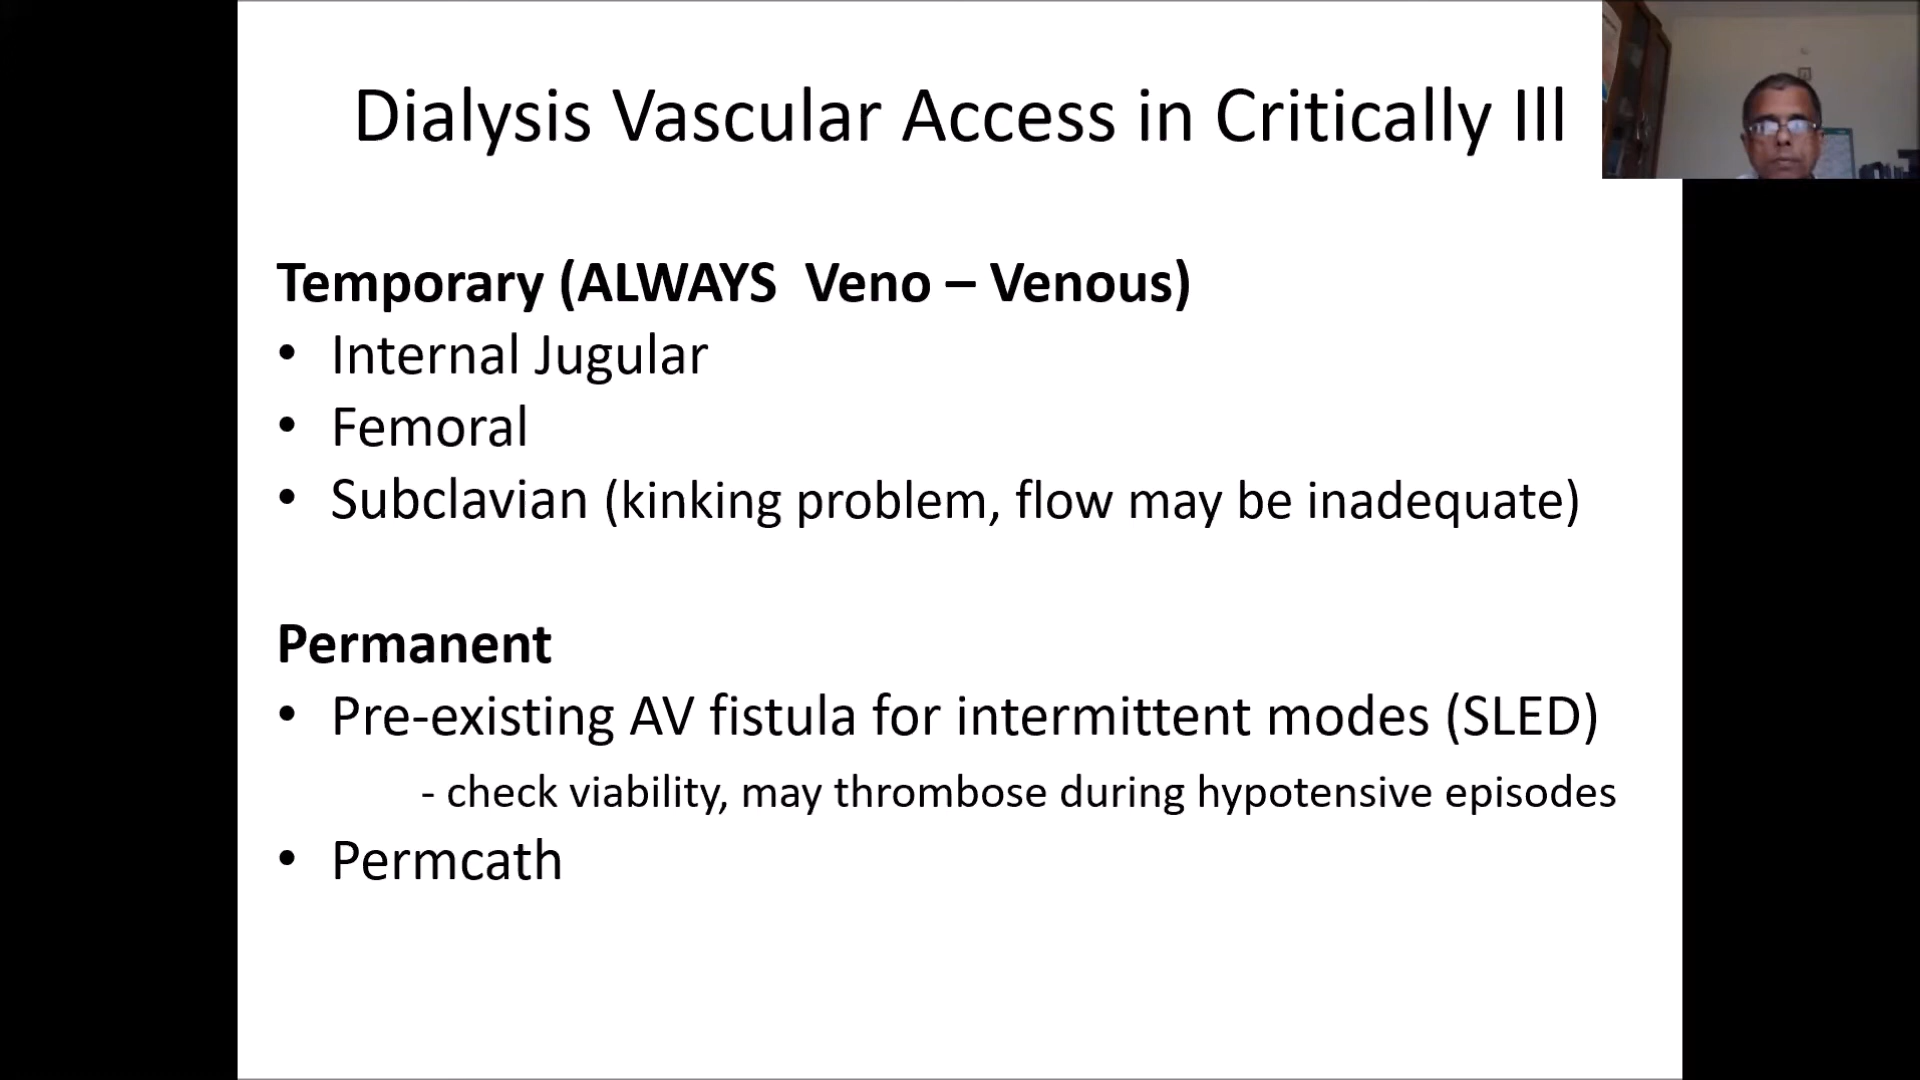 Dialysis Vascular Access in Critically Ill
Temporary (ALWAYS  Veno – Venous)
• Internal Jugular
• Femoral
• Subclavian (kinking problem, flow may be inadequate)
Permanent
• Pre-existing AV fistula for intermittent modes (SLED)
- check viability, may thrombose during hypotensive episodes
• Permcath